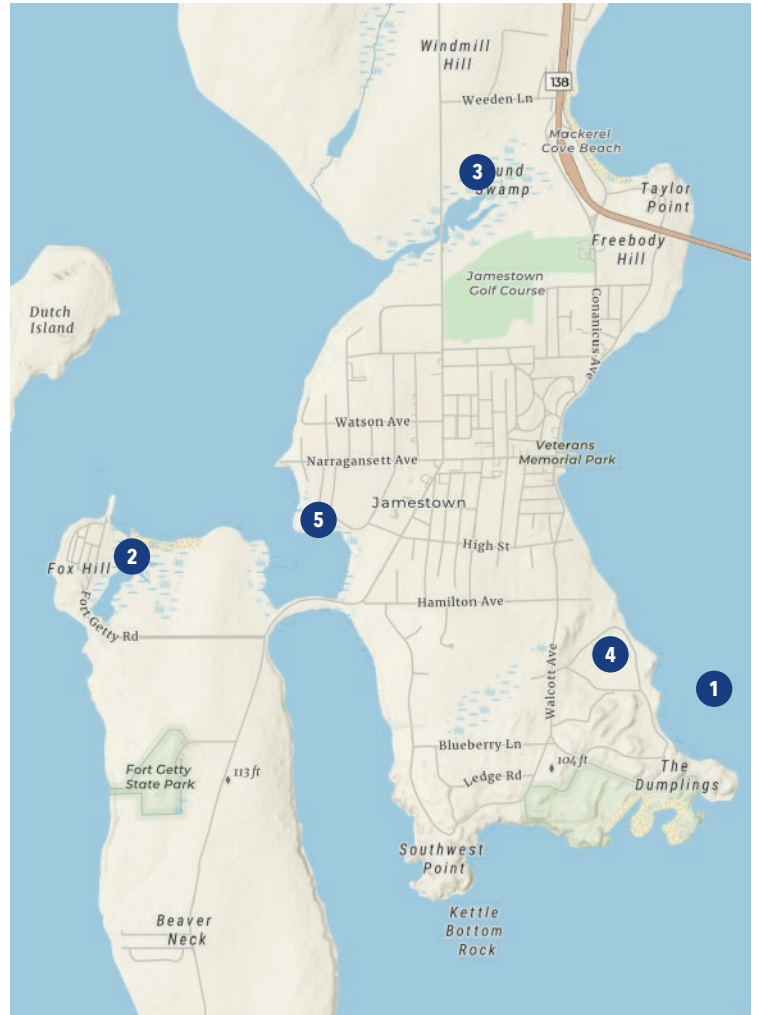 Windmill
Hill
138
Weeden Ln
Mackerel
Cove Beach
3
und
Swamp
Taylor
Point
Freebody
Hill
Jamestown
Golf Course
Conanicus Ave
Dutch
Island
Watson Ave
Veterans
Memorial Park
Narragansett Ave
Jamestown
5
High St
2
Fox Hill
Fort Getty Rd
Hamilton Ave
4
Walcott Ave
1
Blueberry Ln
104 ft
The
Dumplings
Ledge Rd
Fort Getty
State Park
113 ft
Southwest
Point
Kettle
Bottom
Rock
Beaver
Neck